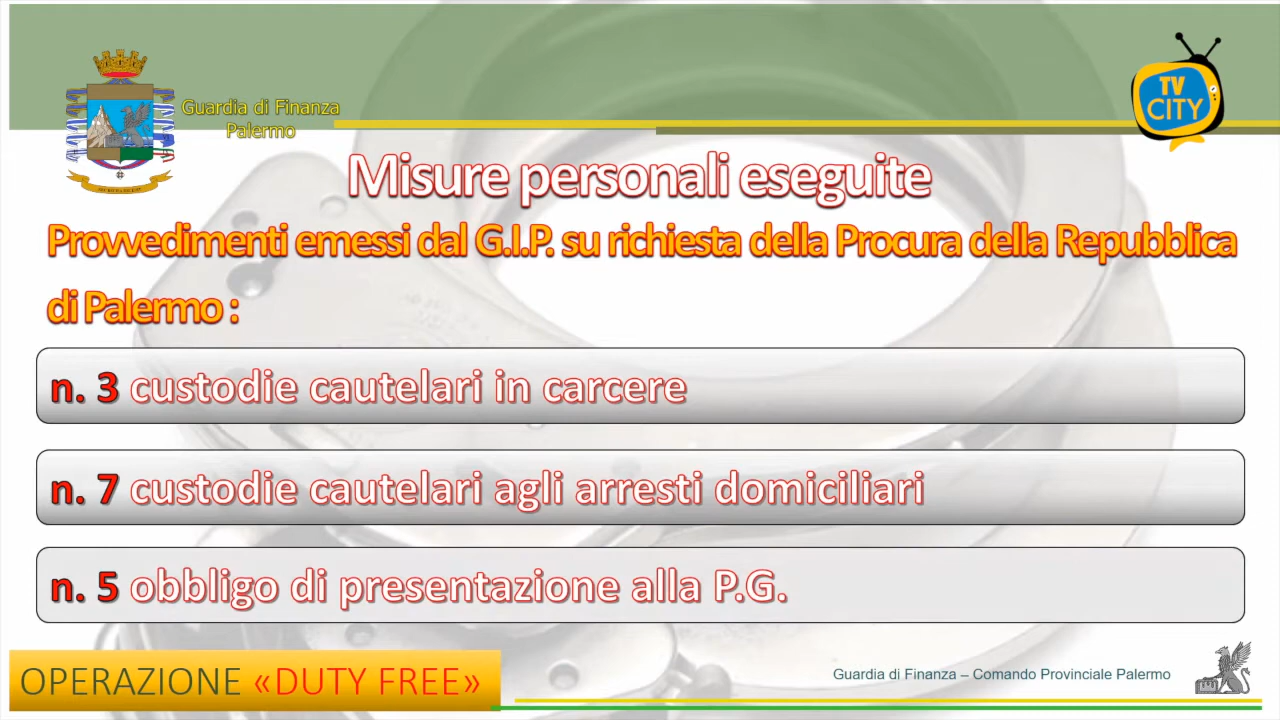 Guardia di Finanza
Palermo
TV
CITY
Misure personali eseguite
Provvedimenti emessi dal G.I.P. su richiesta della Procura della Repubblica
di Palermo :
n. 3 custodie cautelari in carcere
n. 7 custodie cautelari agli arresti domiciliari
n. 5 obbligo di presentazione alla P.G.
OPERAZIONE «DUTY FREE»
Guardia di Finanza – Comando Provinciale Palermo